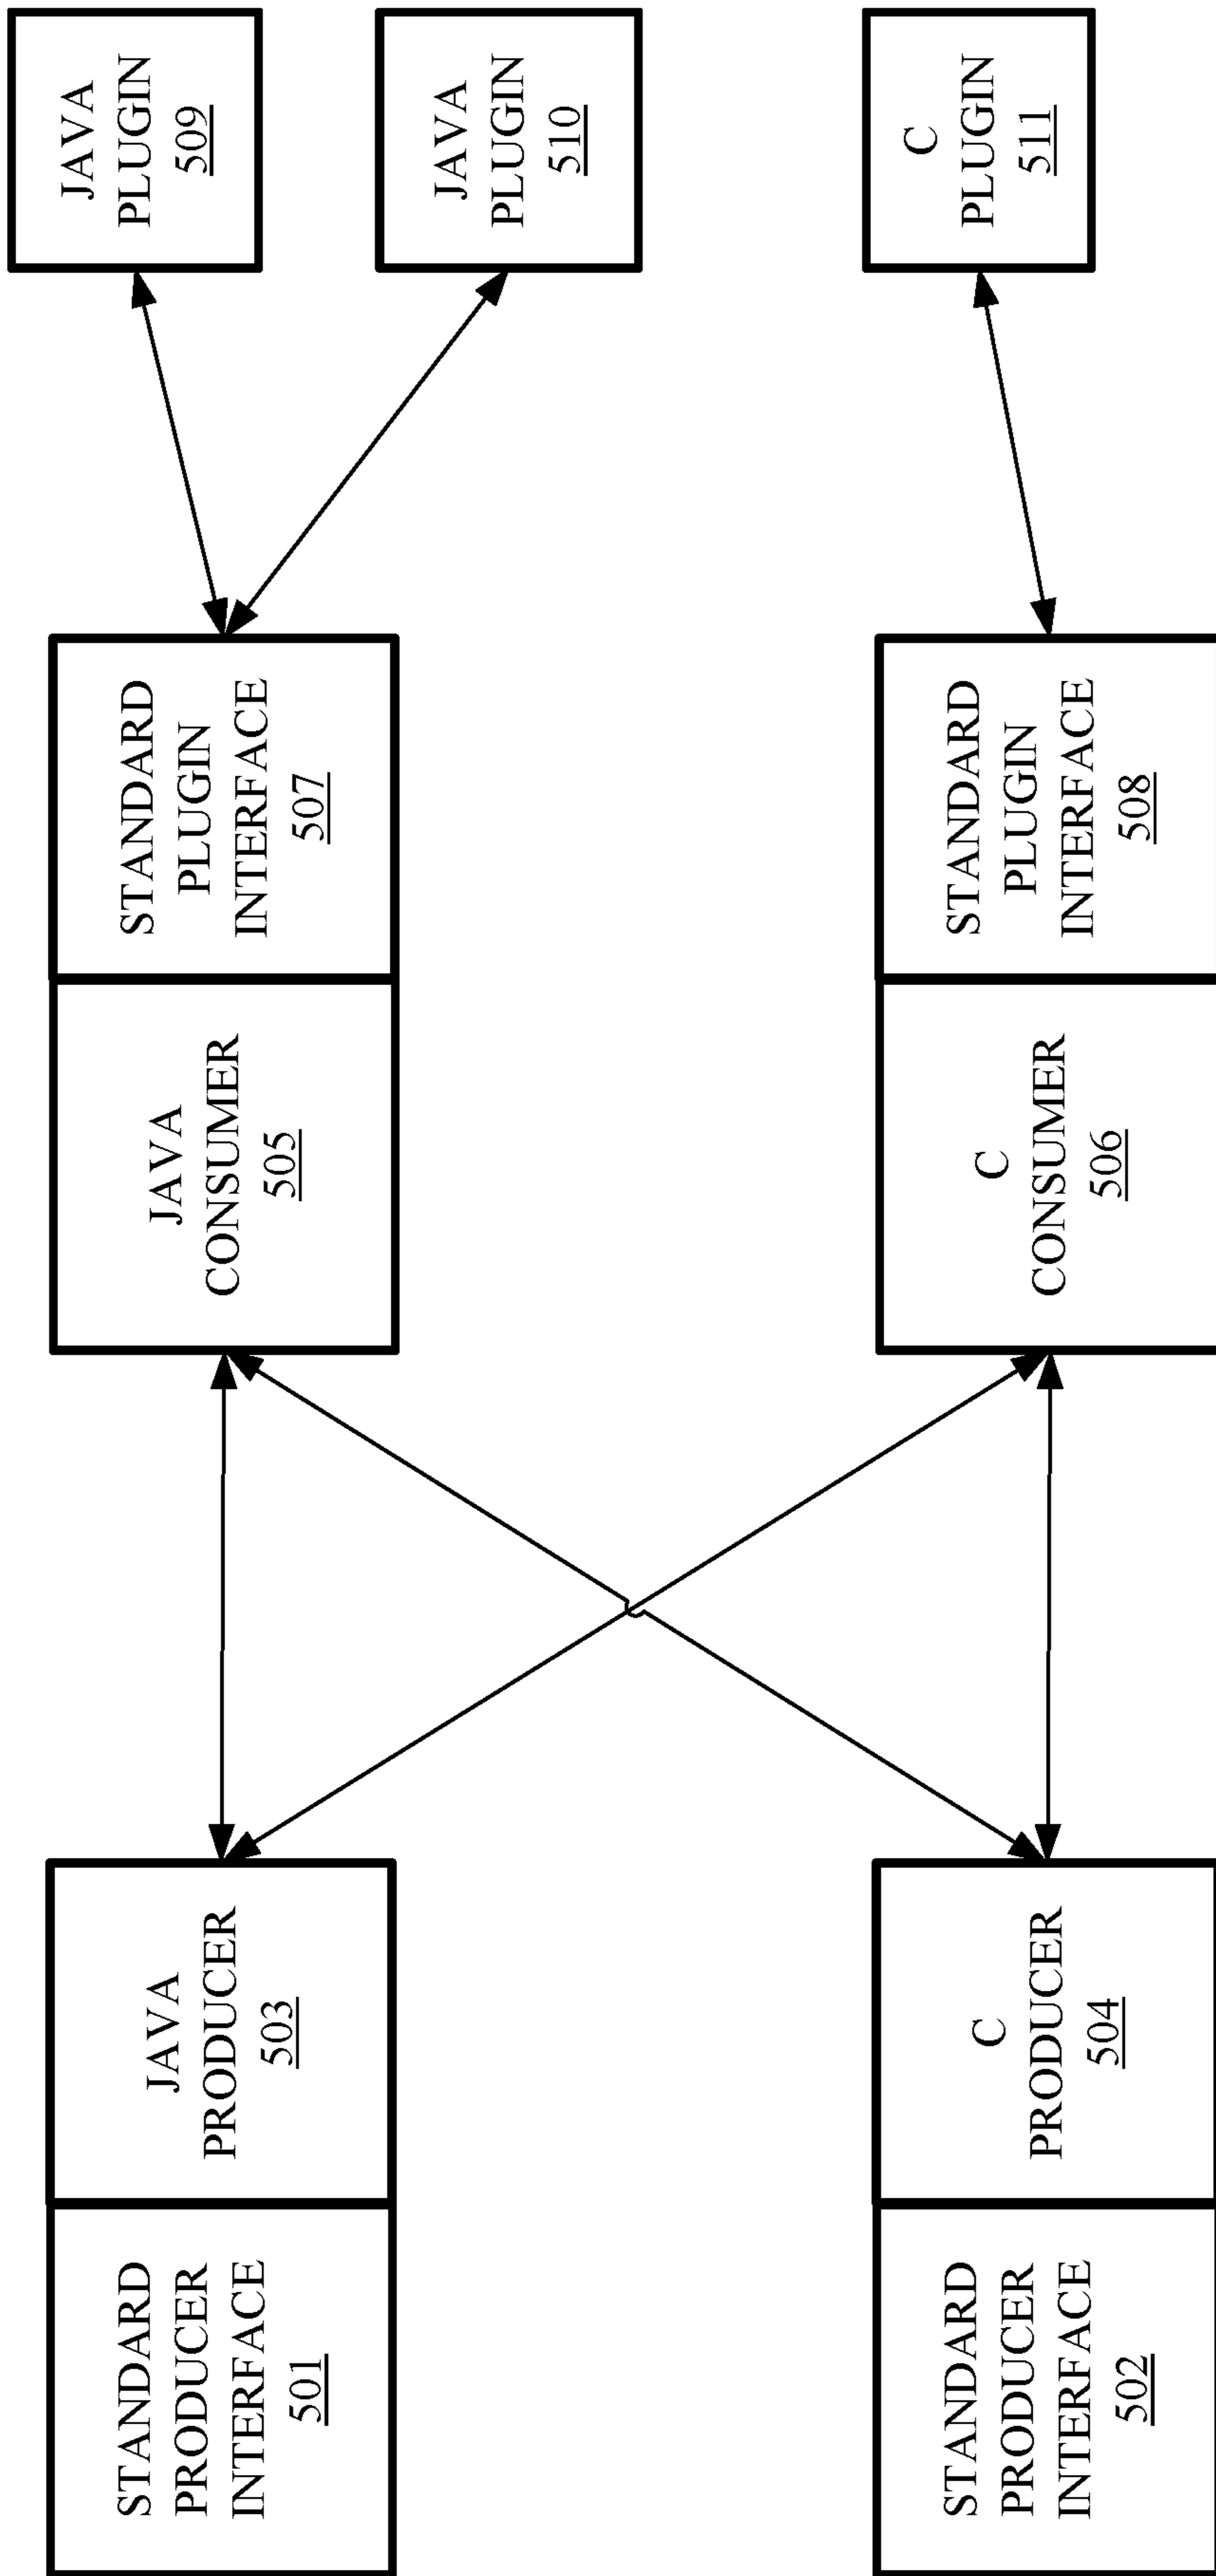 STANDARD
PRODUCER
INTERFACE
501
JAVA
PRODUCER
503
JAVA
CONSUMER
505
STANDARD
PLUGIN
INTERFACE
507
JAVA
PLUGIN
509
JAVA
PLUGIN
510
STANDARD
PRODUCER
INTERFACE
502
C
PRODUCER
504
C
CONSUMER
506
STANDARD
PLUGIN
INTERFACE
508
C
PLUGIN
511